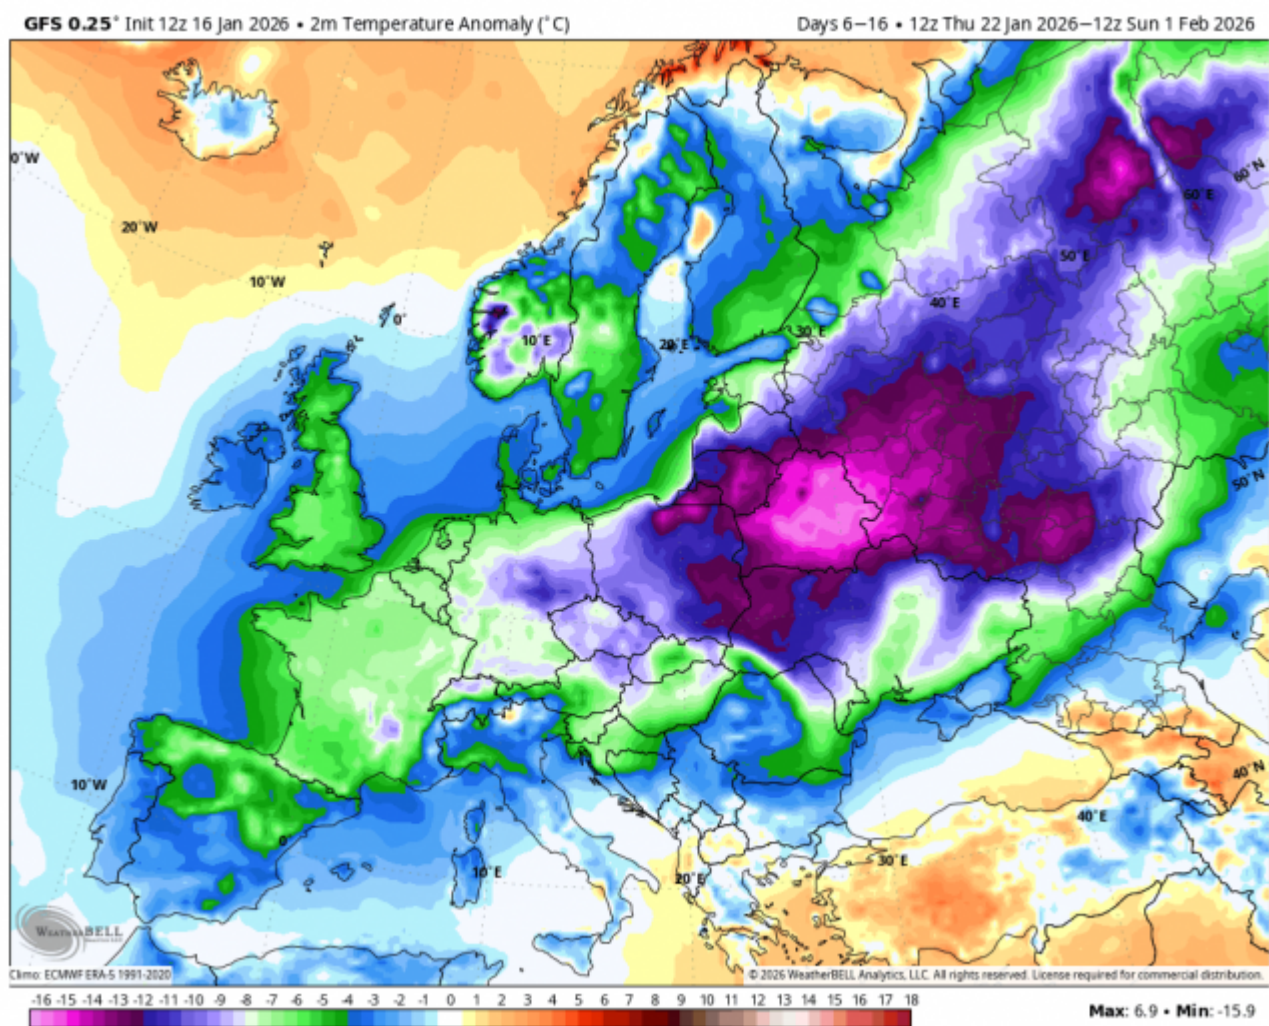 GFS 0.25° Init 12z 16 Jan 2026 • 2m Temperature Anomaly (°C)
Days 6−16 • 12z Thu 22 Jan 2026−12z Sun 1 Feb 2026
0°W
60°N
60°E
20°W
50°E
10°W
40°E
0°
30°E
10°E
20°E
50°N
40°N
10°W
40°E
0
30°E
10°E
20°E
WEATHERBELL
Climo: ECMWF ERA-5 1991-2020
© 2026 WeatherBELL Analytics, LLC. All rights reserved. License required for commercial distribution.
-16 -15 -14 -13 -12 -11 -10 -9 -8 -7 -6 -5 -4 -3 -2 -1 0 1 2 3 4 5 6 7 8 9 10 11 12 13 14 15 16 17 18
Max: 6.9 • Min: -15.9